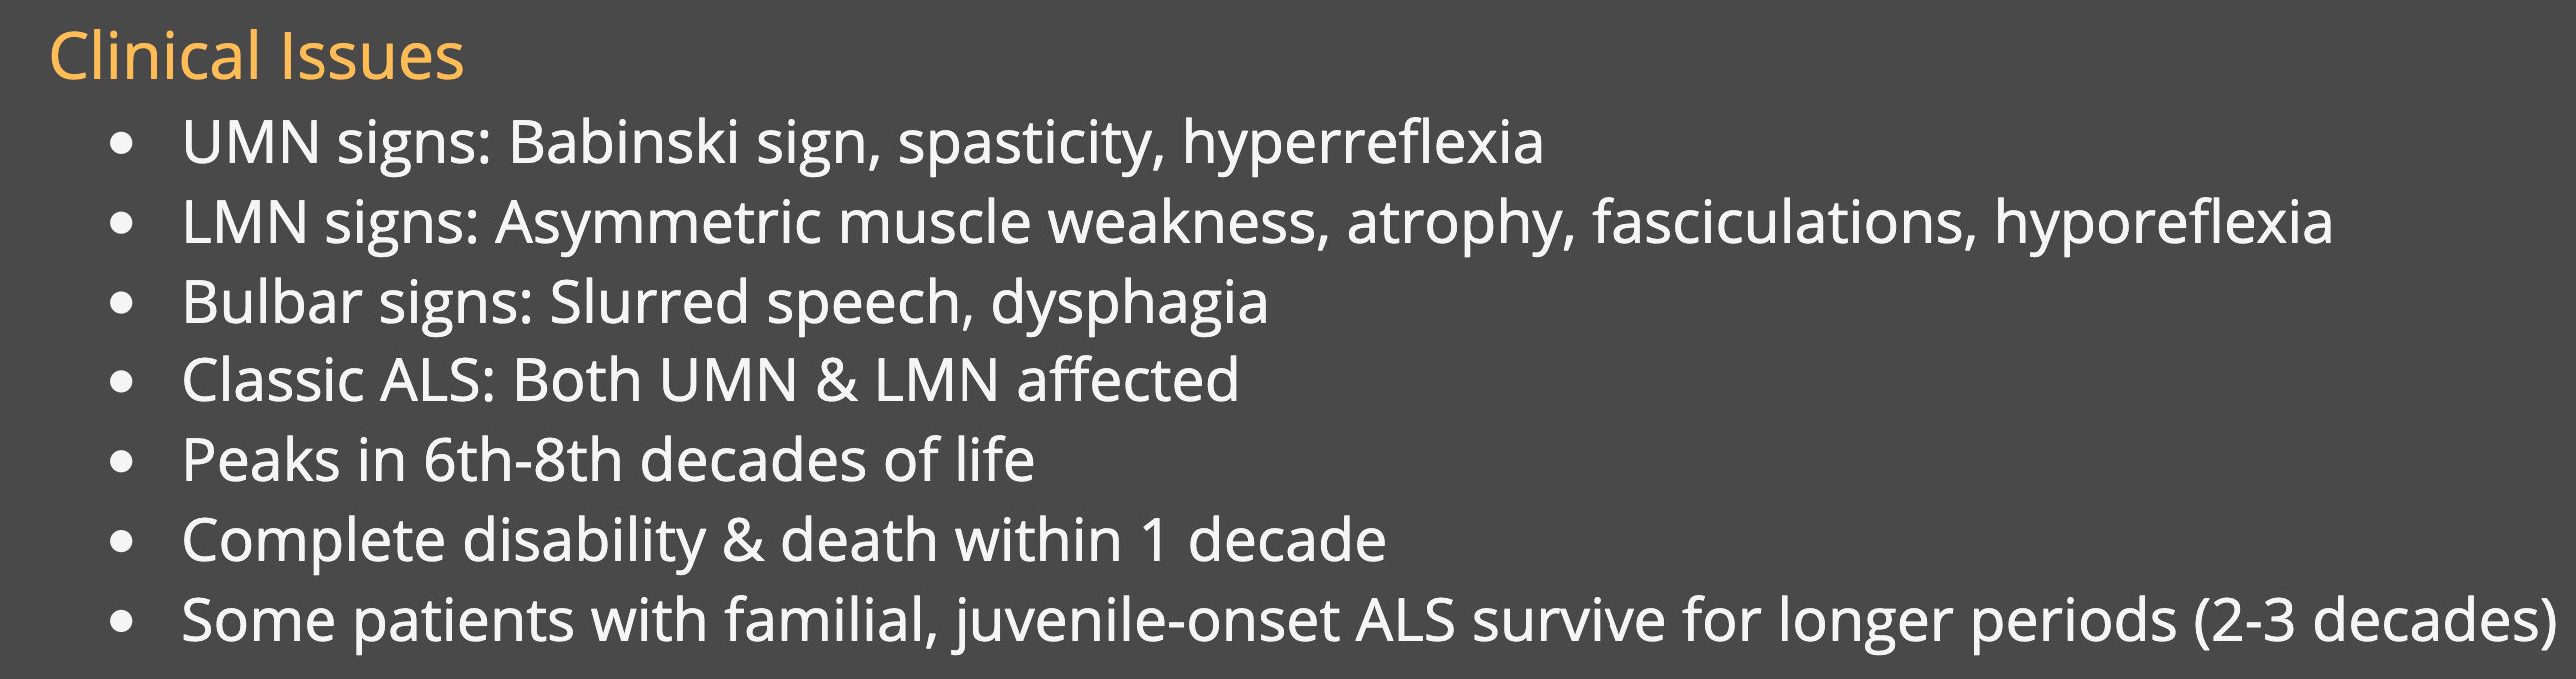 Clinical Issues
• UMN signs: Babinski sign, spasticity, hyperreflexia
• LMN signs: Asymmetric muscle weakness, atrophy, fasciculations, hyporeflexia
• Bulbar signs: Slurred speech, dysphagia
• Classic ALS: Both UMN & LMN affected
• Peaks in 6th-8th decades of life
• Complete disability & death within 1 decade
• Some patients with familial, juvenile-onset ALS survive for longer periods (2-3 decades)